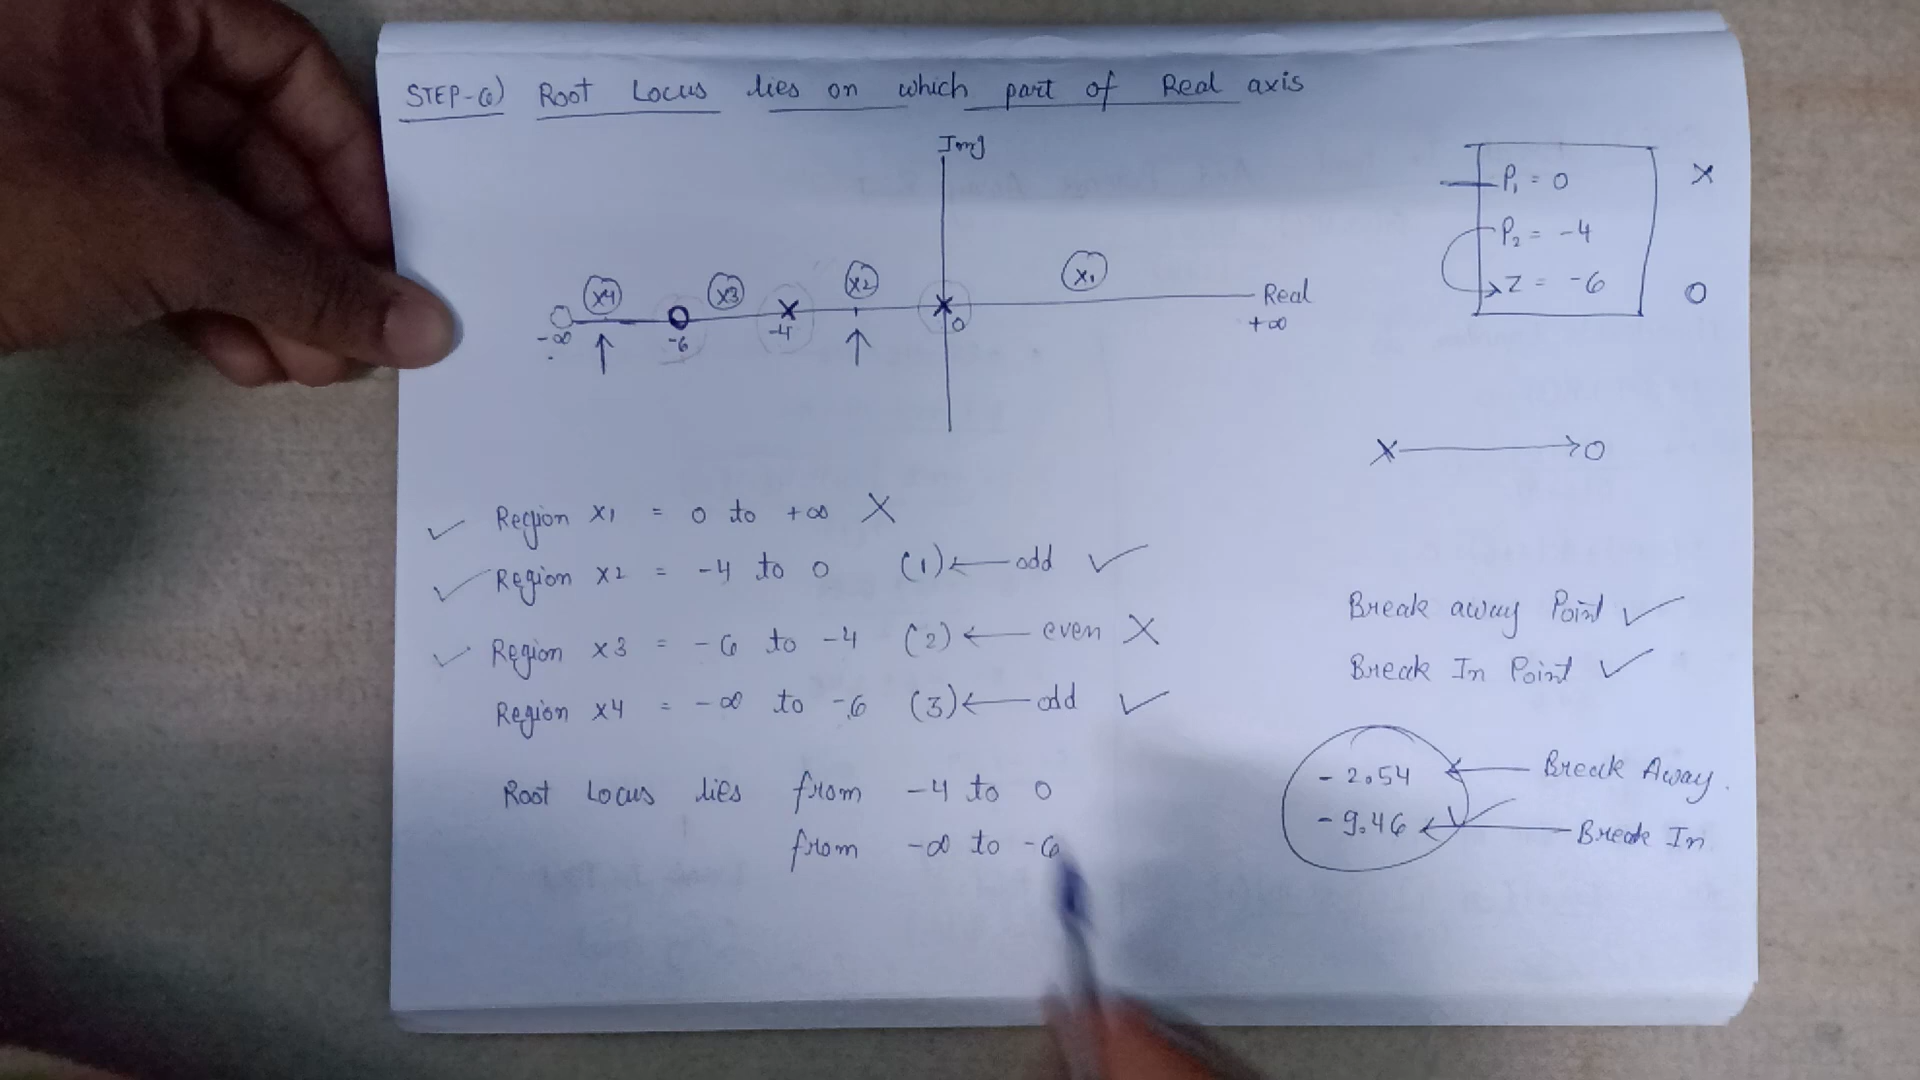 STEP-6) Root Locus lies on which part of Real axis
Img
P1 = 0 X
P2 = -4
Z = -6 O
X4 X3 X2 X1
-∞ -6 -4 0 Real
+∞
X → O
✓ Region X1 = 0 to +∞ X
✓ Region X2 = -4 to 0 (1) ← odd ✓
✓ Region X3 = -6 to -4 (2) ← even X
Region X4 = -∞ to -6 (3) ← odd ✓
Root Locus lies from -4 to 0
from -∞ to -6
Break away Point ✓
Break In Point ✓
-2.54 ← Break Away.
-9.46 ← Break In